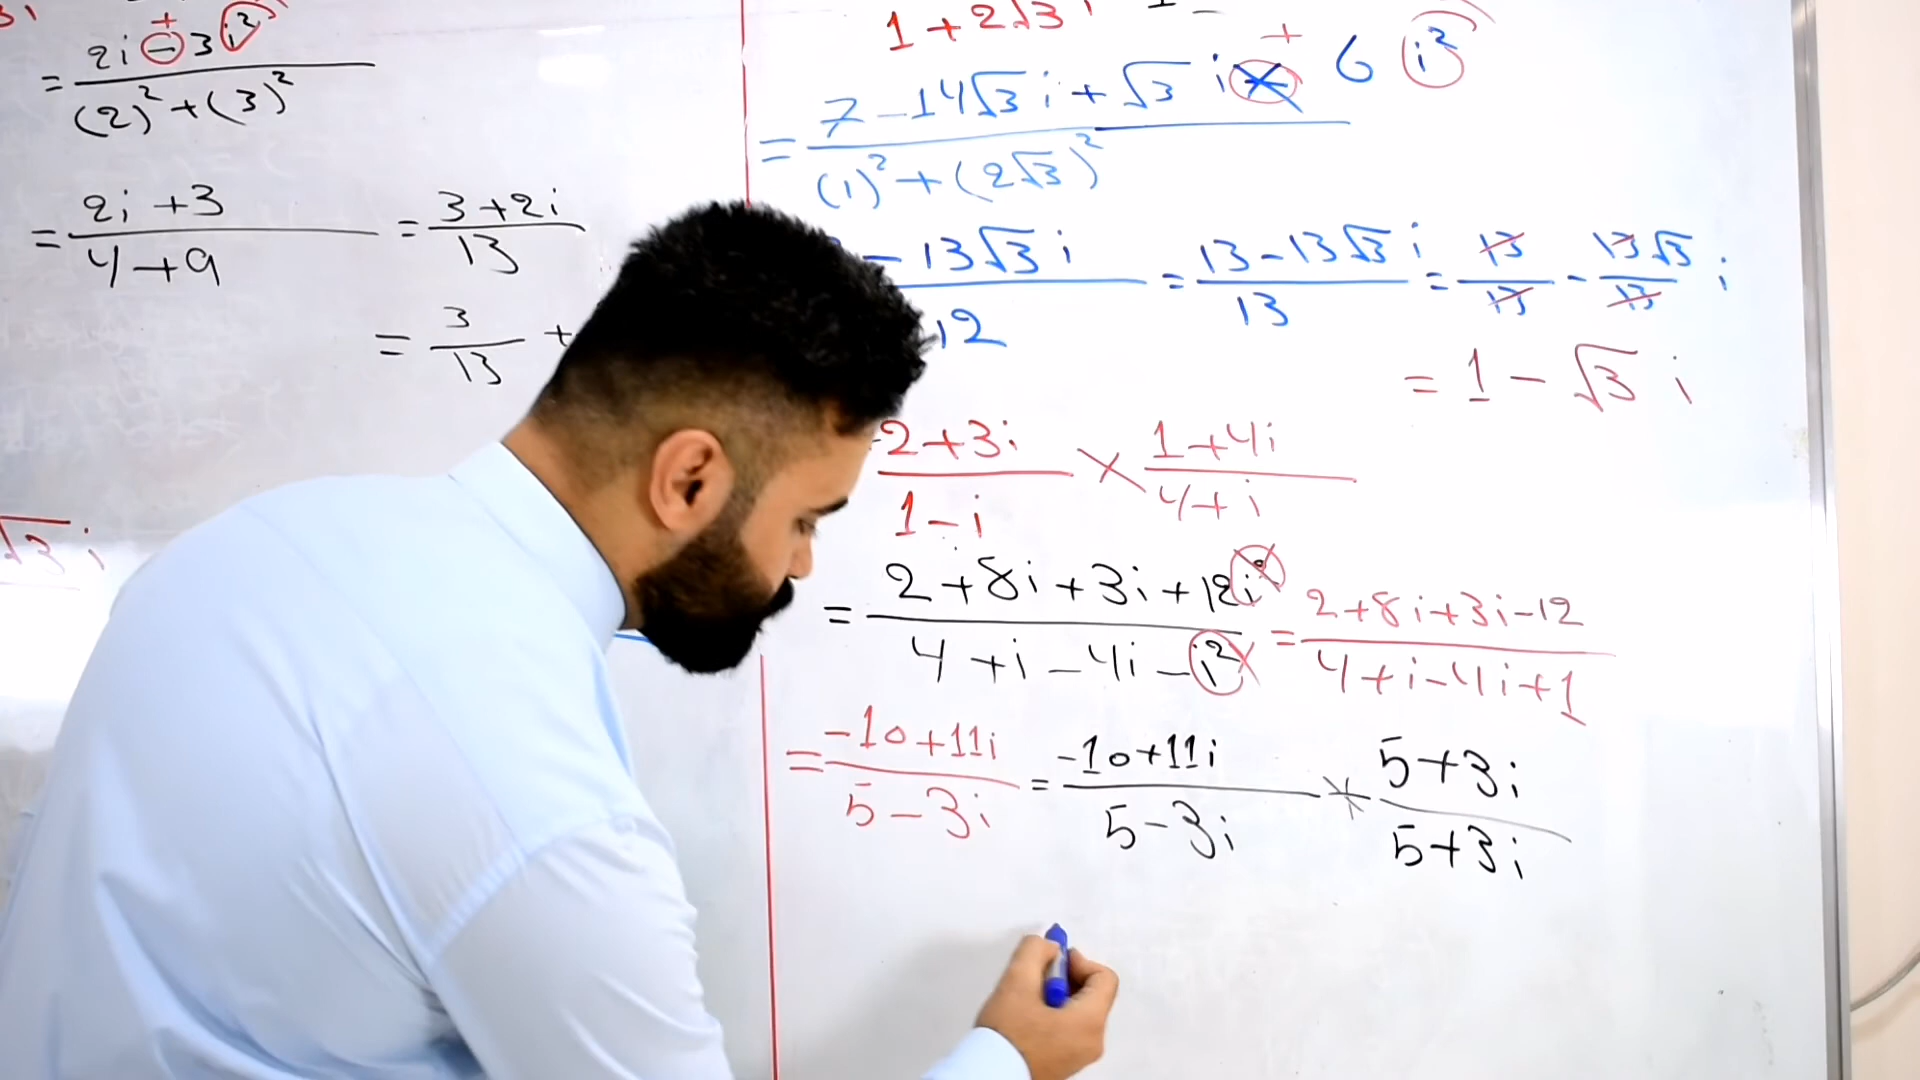 = 2i - 3i² / (2)² + (3)²
+
= 2i + 3 / 4 + 9 = 3 + 2i / 13
= 3 / 13 +
√3 i
1 + 2√3 i
= 7 - 14√3 i + √3 i + 6 i² / (1)² + (2√3)²
- 13√3 i / 12 = 13 - 13√3 i / 13 = 13 / 13 - 13√3 / 13 i
= 1 - √3 i
2 + 3i / 1 - i × 1 + 4i / 4 + i
= 2 + 8i + 3i + 12i² / 4 + i - 4i - i² = 2 + 8i + 3i - 12 / 4 + i - 4i + 1
= -10 + 11i / 5 - 3i = -10 + 11i / 5 - 3i × 5 + 3i / 5 + 3i